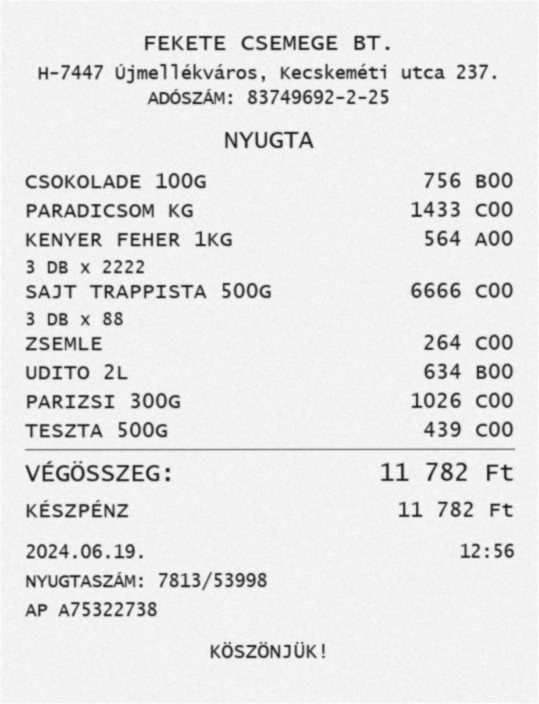 FEKETE CSEMEGE BT.
H-7447 Újmellékváros, Kecskeméti utca 237.
ADÓSZÁM: 83749692-2-25
NYUGTA
CSOKOLADE 100G 756 B00
PARADICSOM KG 1433 C00
KENYER FEHER 1KG 564 A00
3 DB x 2222
SAJT TRAPPISTA 500G 6666 C00
3 DB x 88
ZSEMLE 264 C00
UDITO 2L 634 B00
PARIZSI 300G 1026 C00
TESZTA 500G 439 C00
VÉGÖSSZEG: 11 782 Ft
KÉSZPÉNZ 11 782 Ft
2024.06.19. 12:56
NYUGTASZÁM: 7813/53998
AP A75322738
KÖSZÖNJÜK!